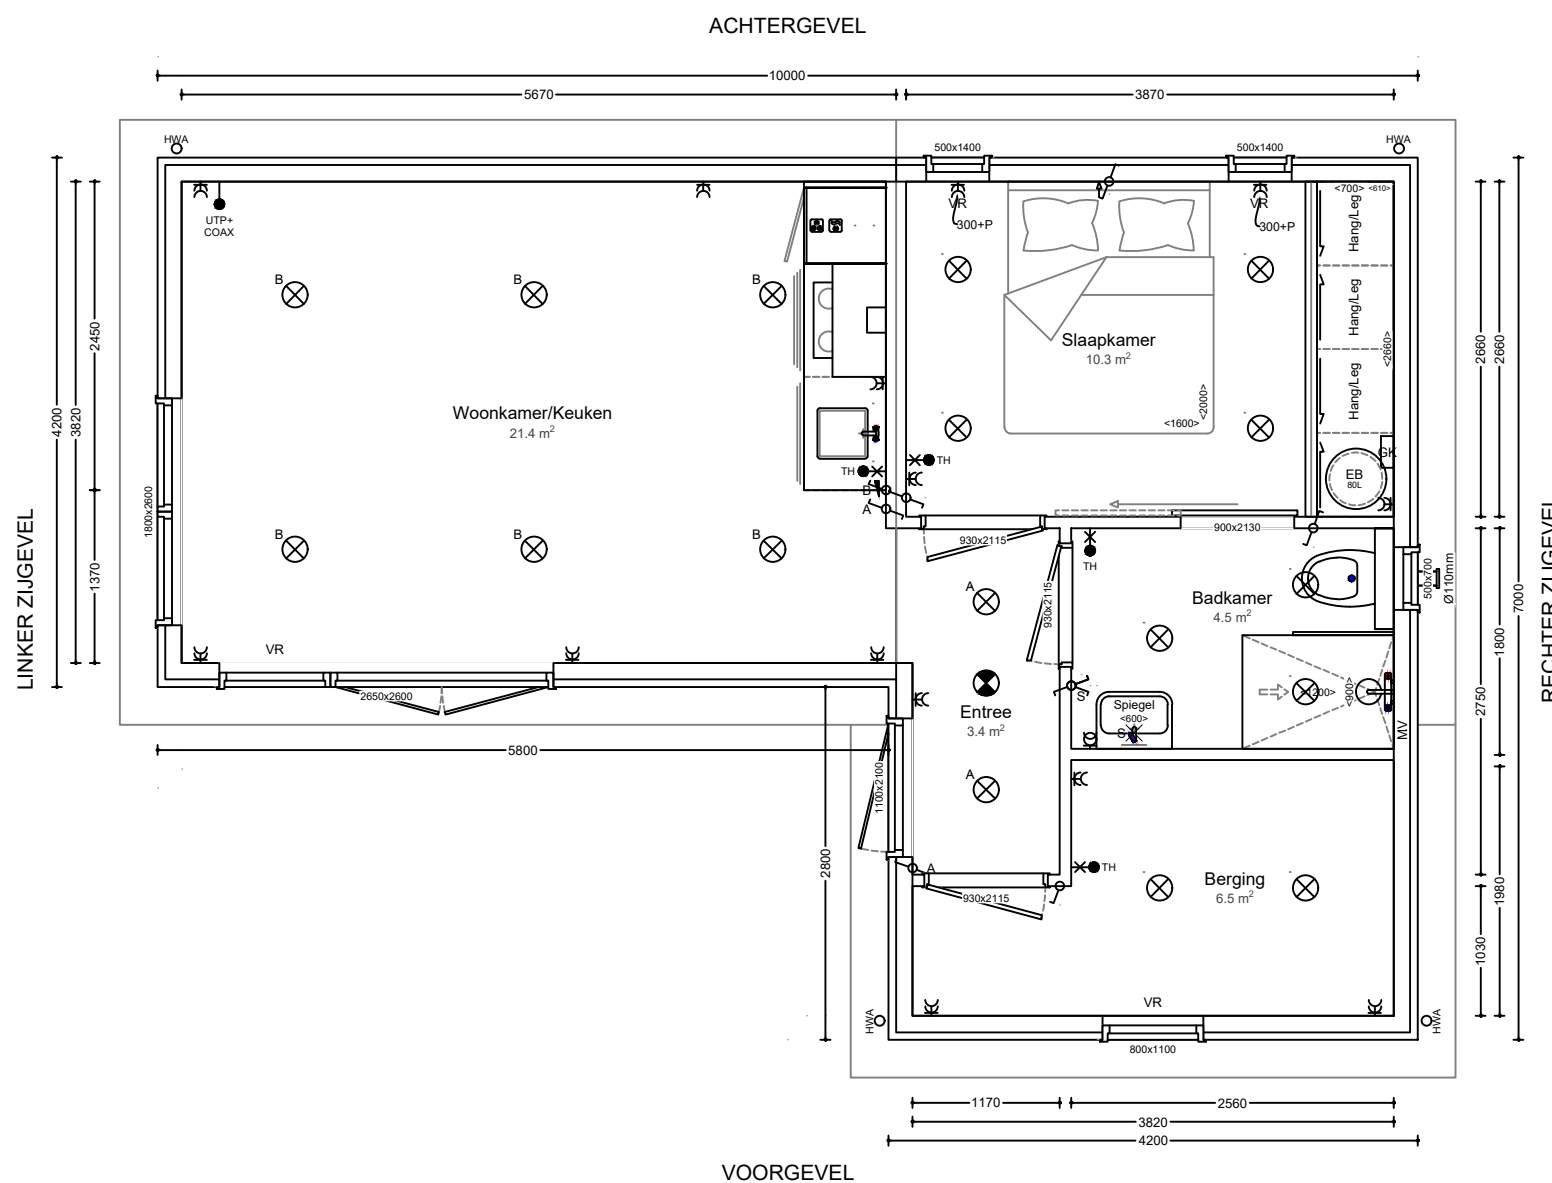 ACHTERGEVEL
10000
5670
3870
HWA
500x1400
500x1400
HWA
UTP+
COAX
VR
300+P
VR
300+P
<700>
<610>
Hang/Leg
Hang/Leg
Hang/Leg
<2660>
B
B
B
Slaapkamer
10.3 m²
<2000>
<1600>
Woonkamer/Keuken
21.4 m²
4200
3820
2450
1370
1800x2600
LINKER ZIJGEVEL
TH
TH
GK
EB
80L
B
A
930x2115
900x2130
TH
B
B
B
A
930x2115
Badkamer
4.5 m²
500x700
Ø110mm
2660
2660
7000
1800
2750
RECHTER ZIJGEVEL
VR
2650x2600
Entree
3.4 m²
S
Spiegel
<600>
S
<1200>
<900>
MV
5800
1100x2100
A
2800
A
TH
930x2115
Berging
6.5 m²
1980
1030
HWA
VR
HWA
800x1100
1170
2560
3820
4200
VOORGEVEL